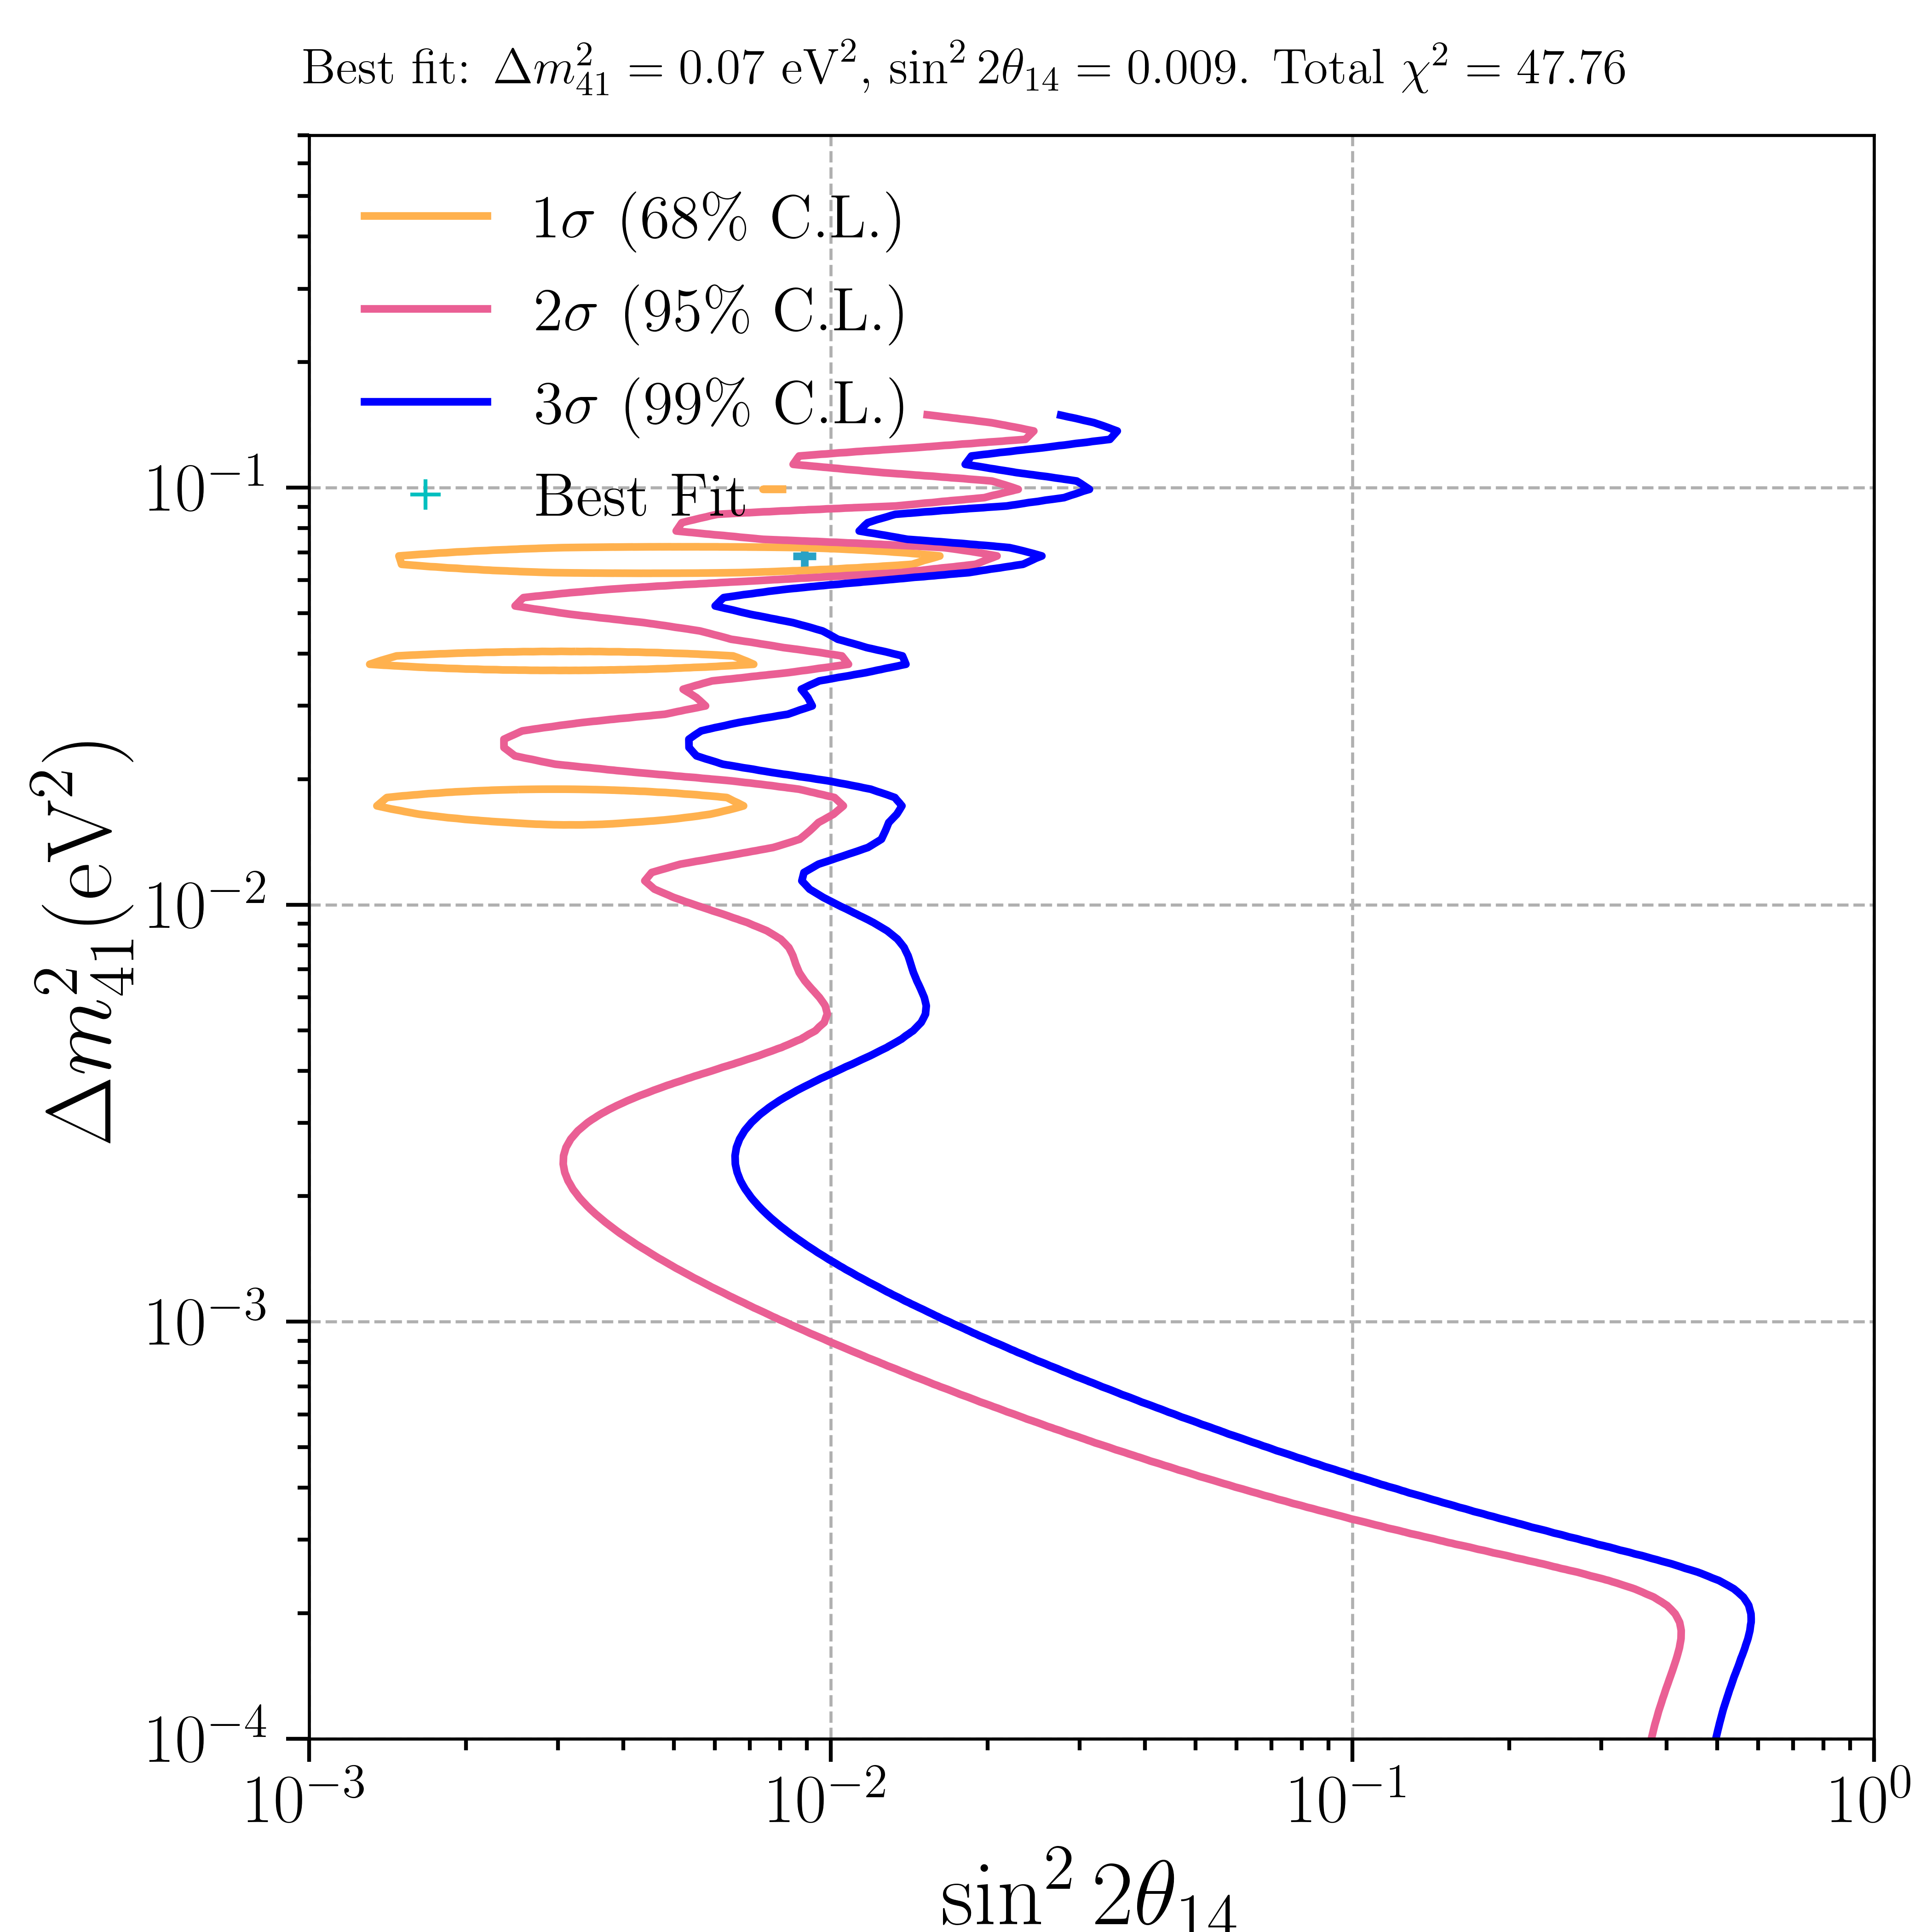 Best fit: Δm²₄₁ = 0.07 eV², sin² 2θ₁₄ = 0.009. Total χ² = 47.76
1σ (68% C.L.)
2σ (95% C.L.)
3σ (99% C.L.)
Best Fit
10⁻¹
10⁻²
10⁻³
10⁻⁴
Δm²₄₁(eV²)
10⁻³ 10⁻² 10⁻¹ 10⁰
sin² 2θ₁₄